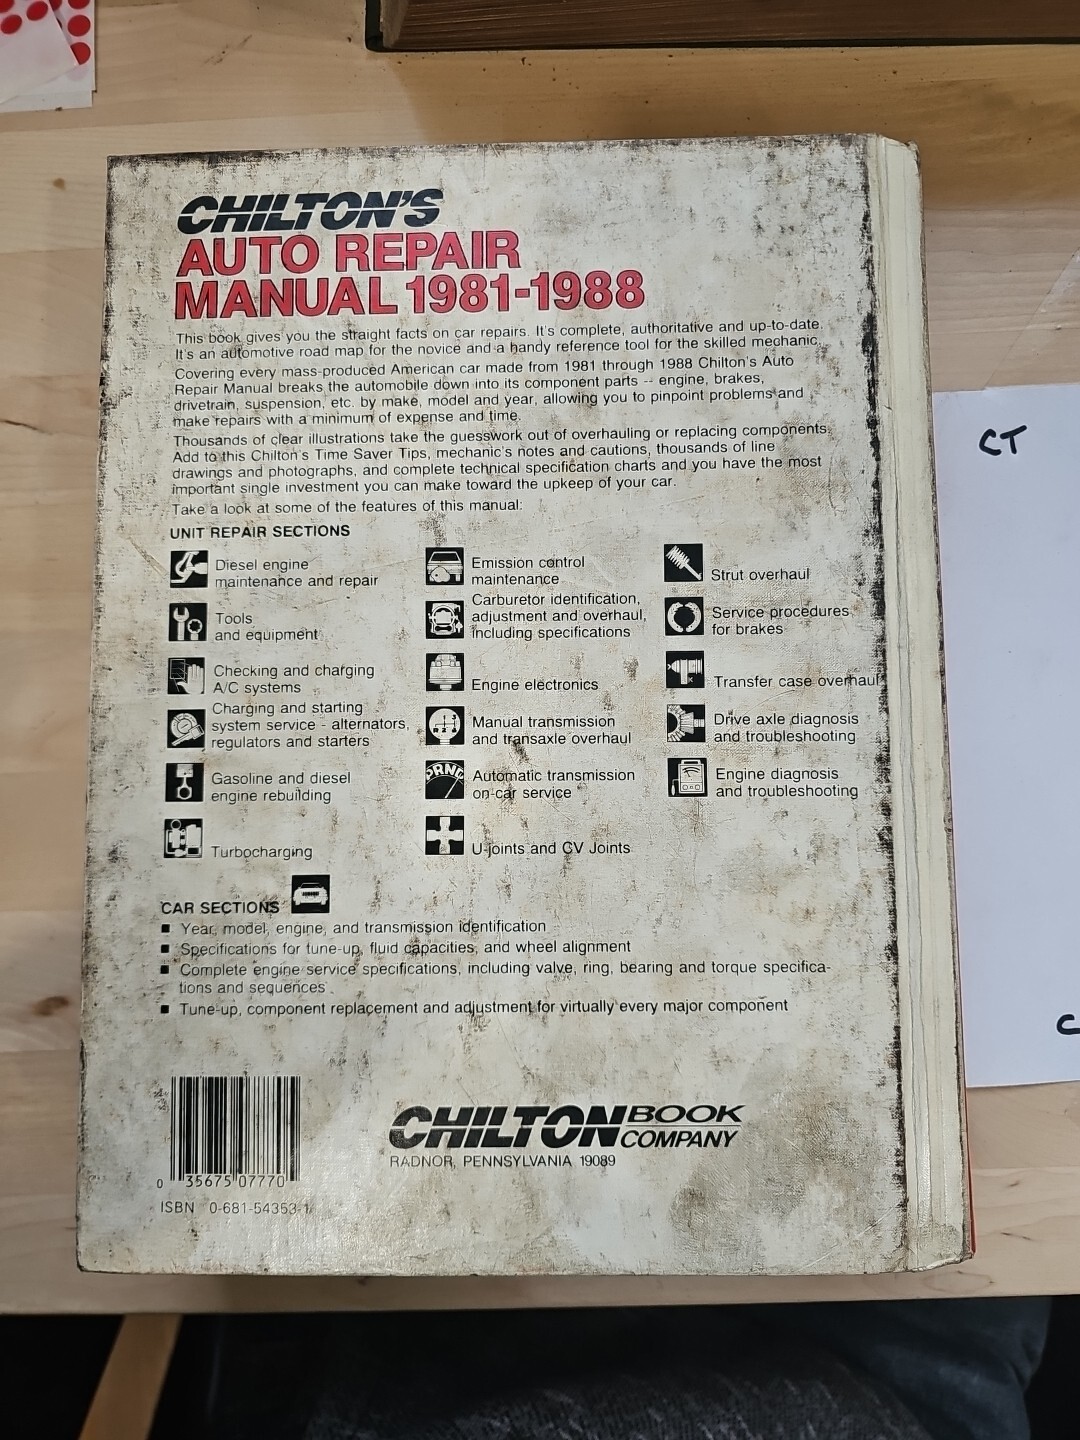 CHILTON'S
AUTO REPAIR
MANUAL 1981-1988
This book gives you the straight facts on car repairs. It's complete, authoritative and up-to-date.
It's an automotive road map for the novice and a handy reference tool for the skilled mechanic.
Covering every mass-produced American car made from 1981 through 1988 Chilton's Auto
Repair Manual breaks the automobile down into its component parts -- engine, brakes,
drivetrain, suspension, etc. by make, model and year, allowing you to pinpoint problems and
make repairs with a minimum of expense and time.
Thousands of clear illustrations take the guesswork out of overhauling or replacing components.
Add to this Chilton's Time Saver Tips, mechanic's notes and cautions, thousands of line
drawings and photographs, and complete technical specification charts and you have the most
important single investment you can make toward the upkeep of your car.
Take a look at some of the features of this manual:
UNIT REPAIR SECTIONS
Diesel engine
maintenance and repair
Tools
and equipment
Checking and charging
A/C systems
Charging and starting
system service - alternators,
regulators and starters
Gasoline and diesel
engine rebuilding
Turbocharging
Emission control
maintenance
Carburetor identification,
adjustment and overhaul,
including specifications
Engine electronics
Manual transmission
and transaxle overhaul
PRND
Automatic transmission
on-car service
U-joints and CV Joints
Strut overhaul
Service procedures
for brakes
Transfer case overhaul
Drive axle diagnosis
and troubleshooting
Engine diagnosis
and troubleshooting
CAR SECTIONS
■ Year, model, engine, and transmission identification
■ Specifications for tune-up, fluid capacities, and wheel alignment
■ Complete engine service specifications, including valve, ring, bearing and torque specifica-
tions and sequences
■ Tune-up, component replacement and adjustment for virtually every major component
0 35675 07770
ISBN 0-681-54353-1
CHILTON BOOK COMPANY
RADNOR, PENNSYLVANIA 19089
CT
C